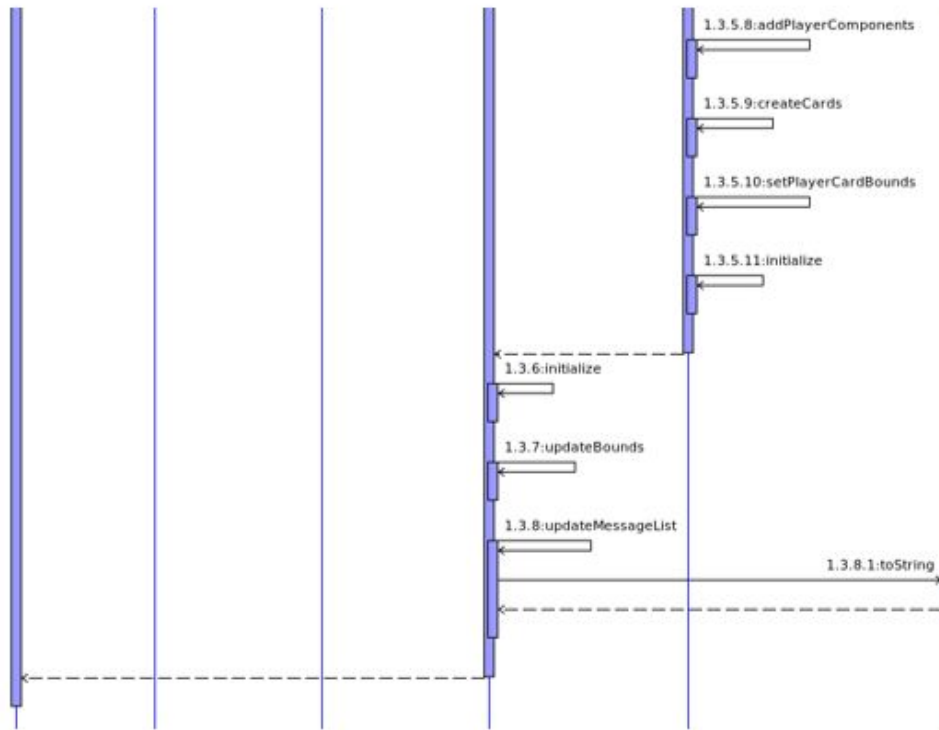 1.3.5.8:addPlayerComponents
1.3.5.9:createCards
1.3.5.10:setPlayerCardBounds
1.3.5.11:initialize
1.3.6:initialize
1.3.7:updateBounds
1.3.8:updateMessageList
1.3.8.1:toString